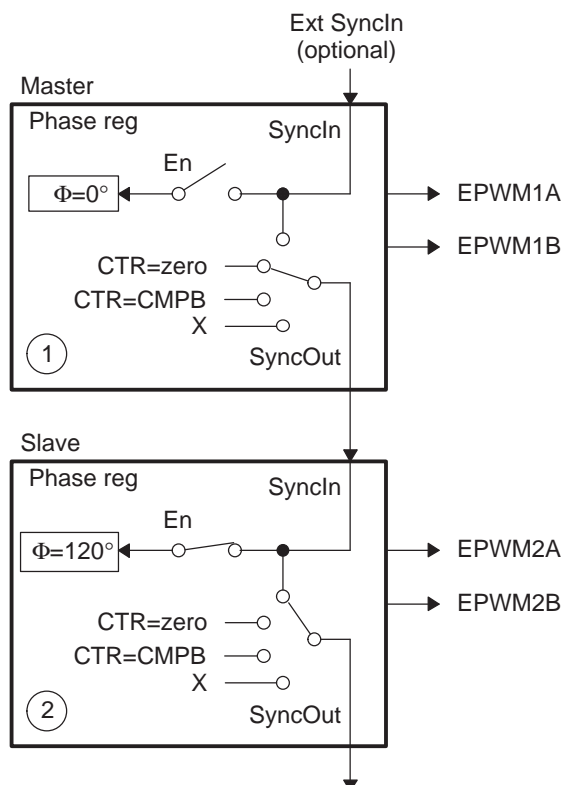 Ext SyncIn
(optional)
Master
Phase reg
SyncIn
En
Φ=0°
EPWM1A
EPWM1B
CTR=zero
CTR=CMPB
X
1
SyncOut
Slave
Phase reg
SyncIn
En
Φ=120°
EPWM2A
EPWM2B
CTR=zero
CTR=CMPB
X
2
SyncOut